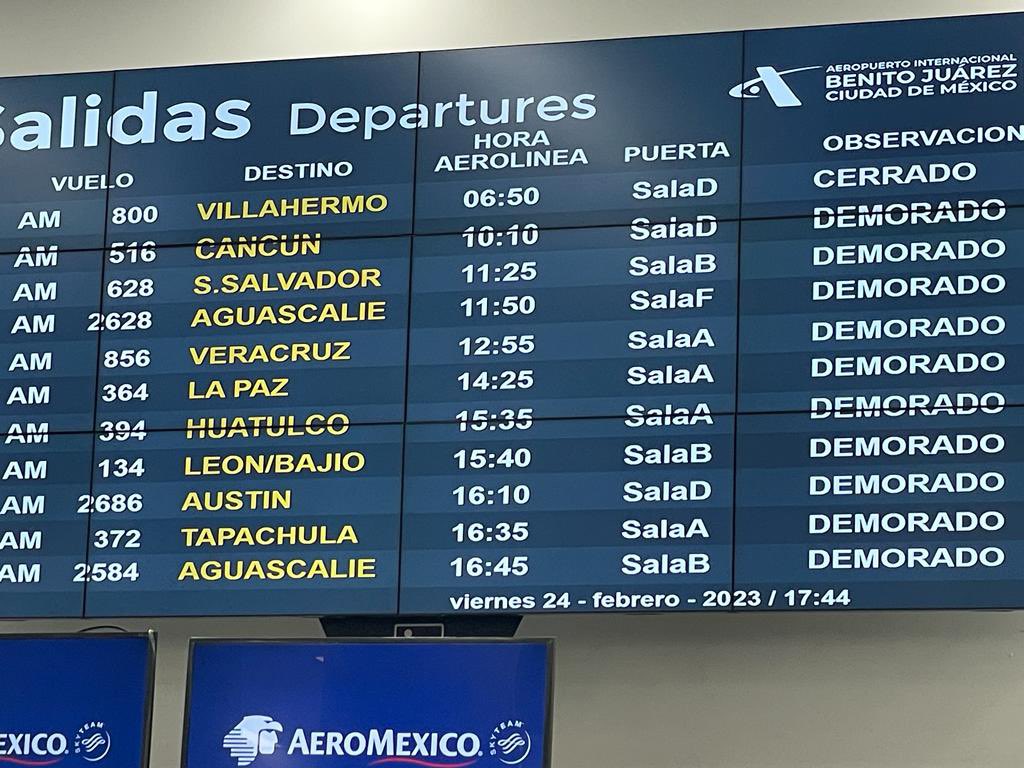 Salidas Departures
AEROPUERTO INTERNACIONAL
BENITO JUÁREZ
CIUDAD DE MÉXICO
VUELO DESTINO HORA AEROLINEA PUERTA OBSERVACION
AM 800 VILLAHERMO 06:50 SalaD CERRADO
AM 516 CANCUN 10:10 SalaD DEMORADO
AM 628 S.SALVADOR 11:25 SalaB DEMORADO
AM 2628 AGUASCALIE 11:50 SalaF DEMORADO
AM 856 VERACRUZ 12:55 SalaA DEMORADO
AM 364 LA PAZ 14:25 SalaA DEMORADO
AM 394 HUATULCO 15:35 SalaA DEMORADO
AM 134 LEON/BAJIO 15:40 SalaB DEMORADO
AM 2686 AUSTIN 16:10 SalaD DEMORADO
AM 372 TAPACHULA 16:35 SalaA DEMORADO
AM 2584 AGUASCALIE 16:45 SalaB DEMORADO
viernes 24 - febrero - 2023 / 17:44
EXICO. SKYTEAM
AEROMEXICO. SKYTEAM